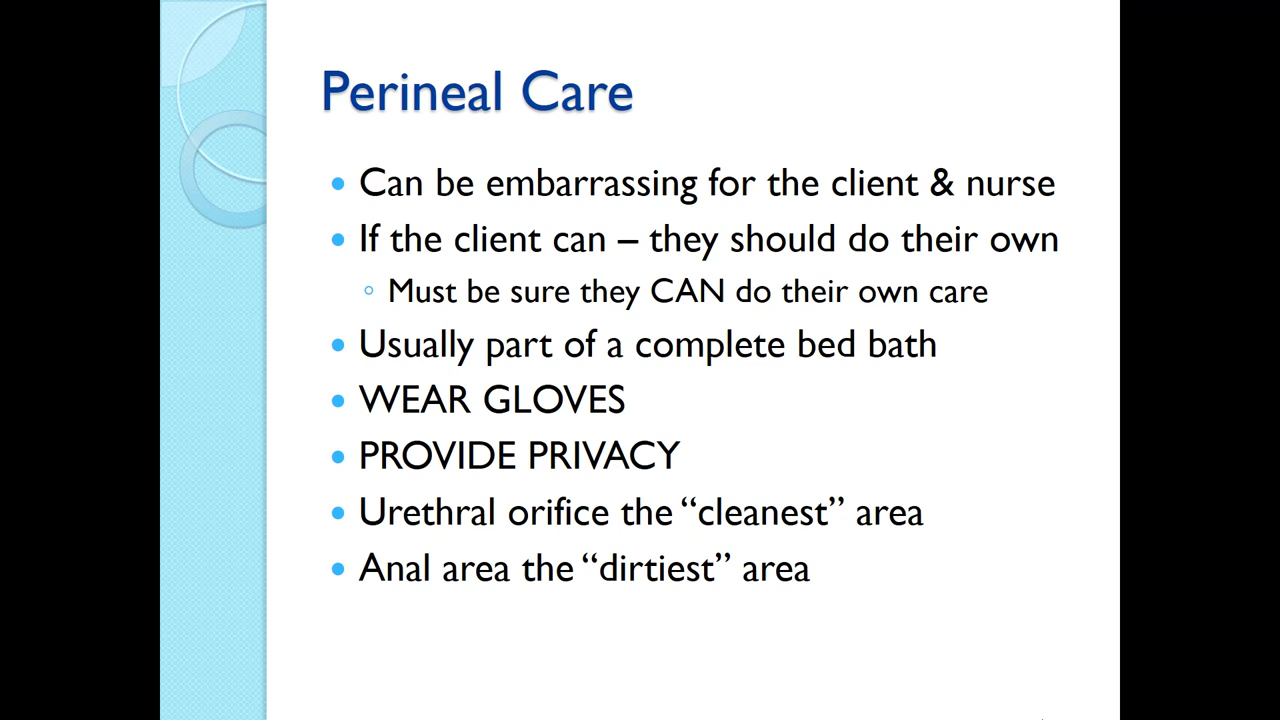 Perineal Care
• Can be embarrassing for the client & nurse
• If the client can – they should do their own
◦ Must be sure they CAN do their own care
• Usually part of a complete bed bath
• WEAR GLOVES
• PROVIDE PRIVACY
• Urethral orifice the “cleanest” area
• Anal area the “dirtiest” area